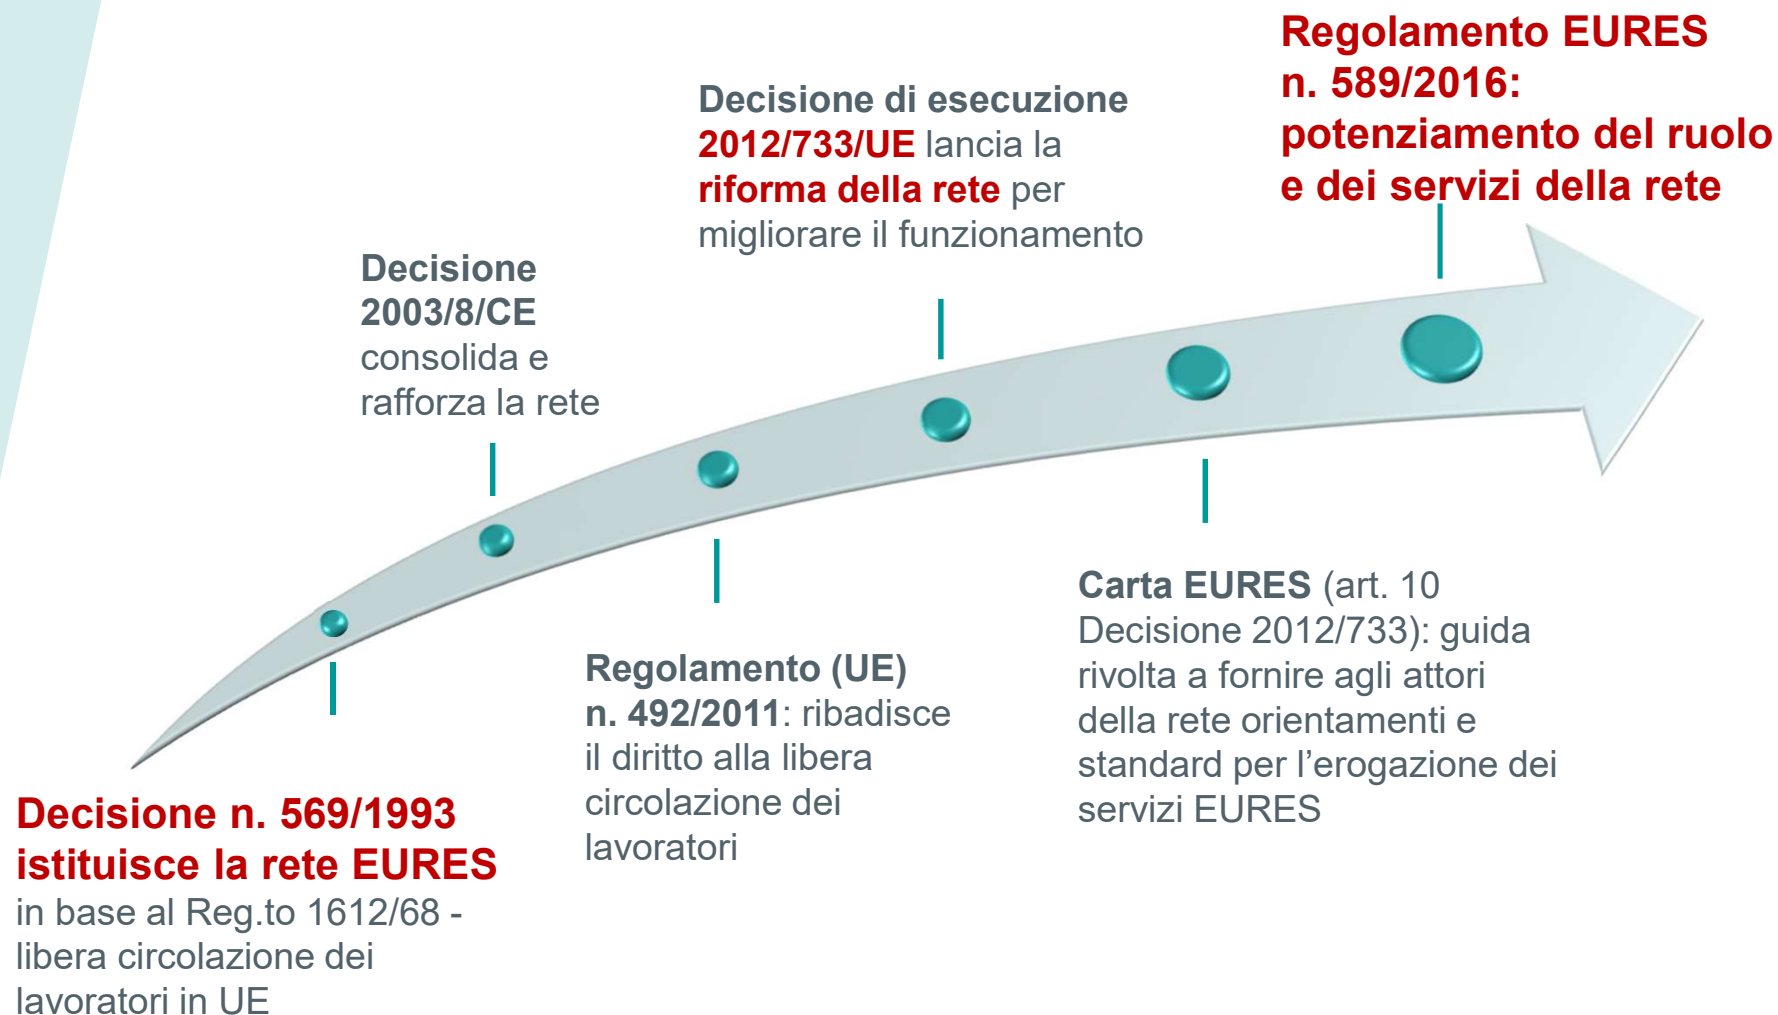 Decisione n. 569/1993
istituisce la rete EURES
in base al Reg.to 1612/68 -
libera circolazione dei
lavoratori in UE
Decisione
2003/8/CE
consolida e
rafforza la rete
Regolamento (UE)
n. 492/2011: ribadisce
il diritto alla libera
circolazione dei
lavoratori
Decisione di esecuzione
2012/733/UE lancia la
riforma della rete per
migliorare il funzionamento
Carta EURES (art. 10
Decisione 2012/733): guida
rivolta a fornire agli attori
della rete orientamenti e
standard per l’erogazione dei
servizi EURES
Regolamento EURES
n. 589/2016:
potenziamento del ruolo
e dei servizi della rete